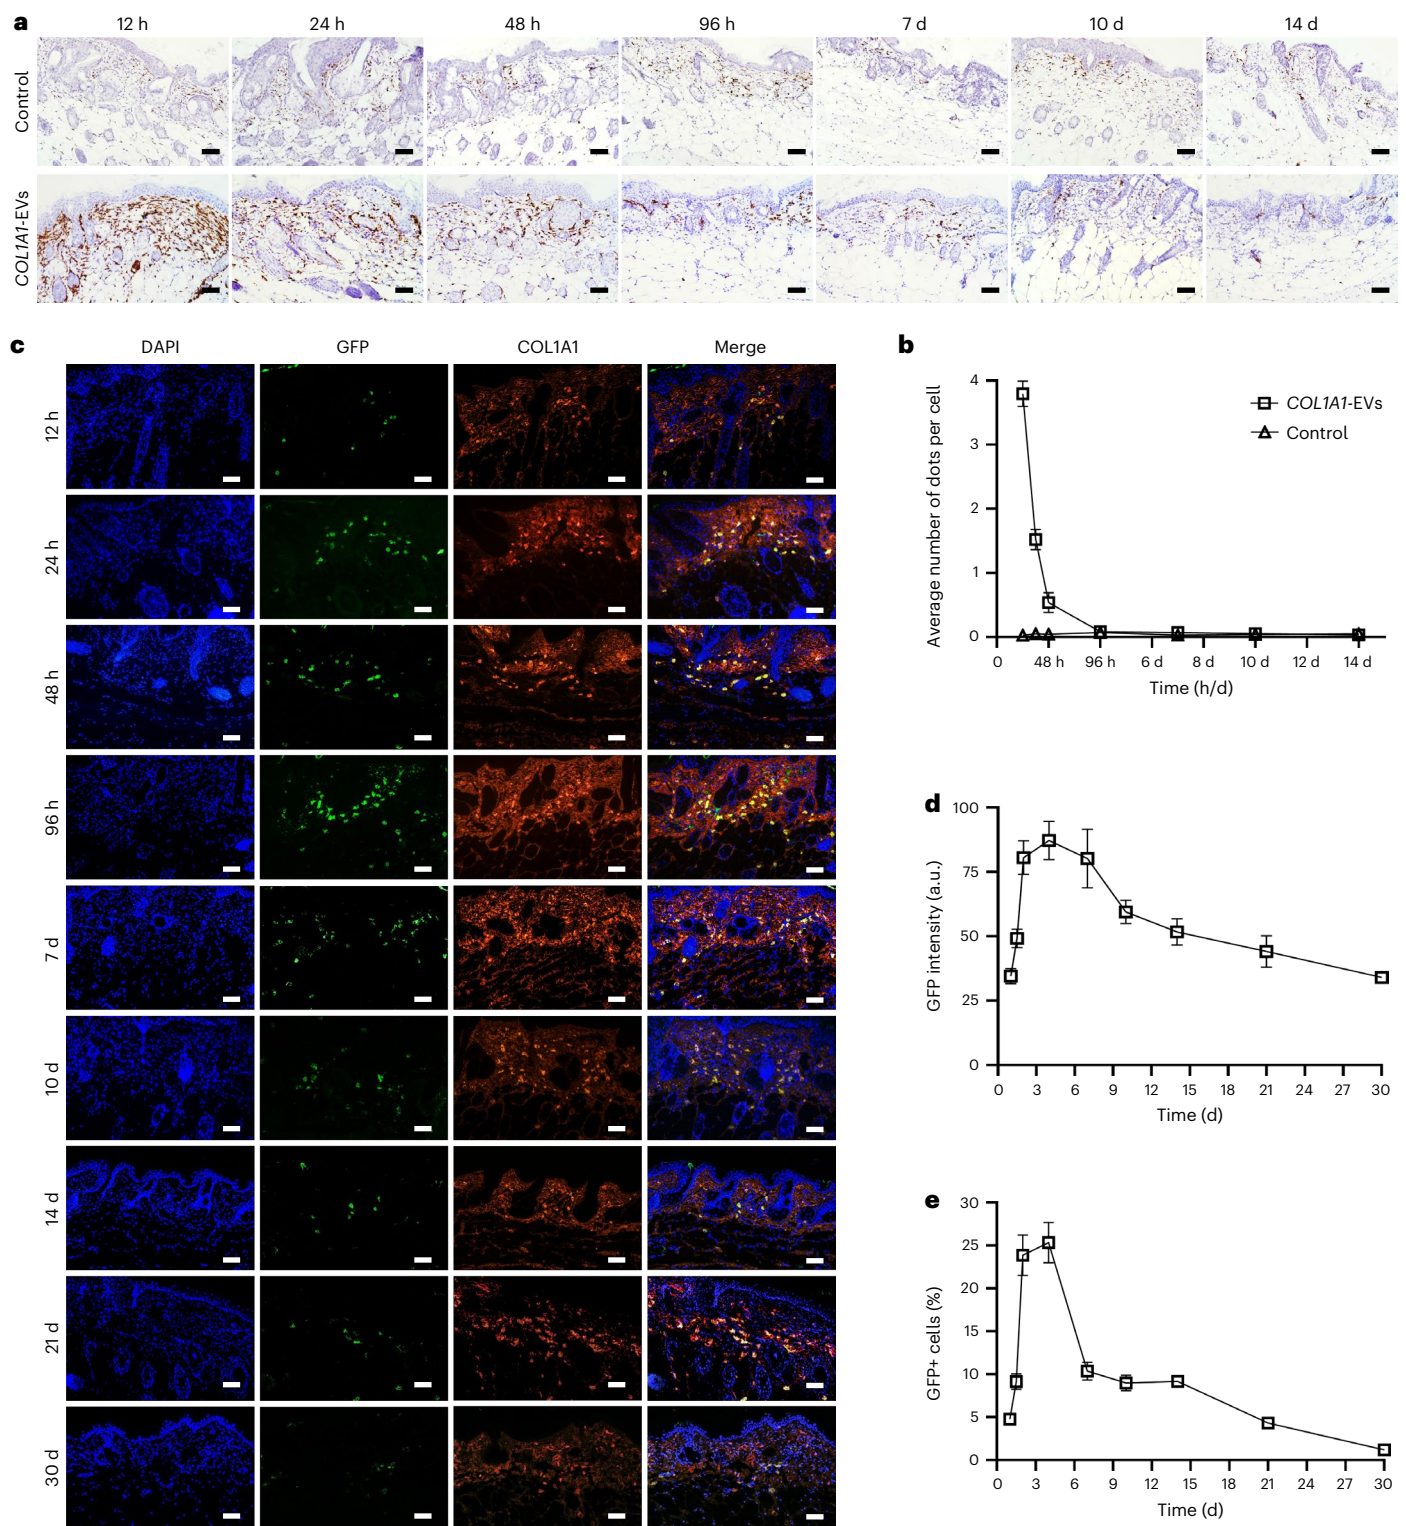 a
12 h 24 h 48 h 96 h 7 d 10 d 14 d
Control
COL1A1-EVs
c
DAPI GFP COL1A1 Merge
12 h
24 h
48 h
96 h
7 d
10 d
14 d
21 d
30 d
b
Average number of dots per cell
4
3
2
1
0
COL1A1-EVs
Control
0 48 h 96 h 6 d 8 d 10 d 12 d 14 d
Time (h/d)
d
GFP intensity (a.u.)
100
75
50
25
0
0 3 6 9 12 15 18 21 24 27 30
Time (d)
e
GFP+ cells (%)
30
25
20
15
10
5
0
0 3 6 9 12 15 18 21 24 27 30
Time (d)